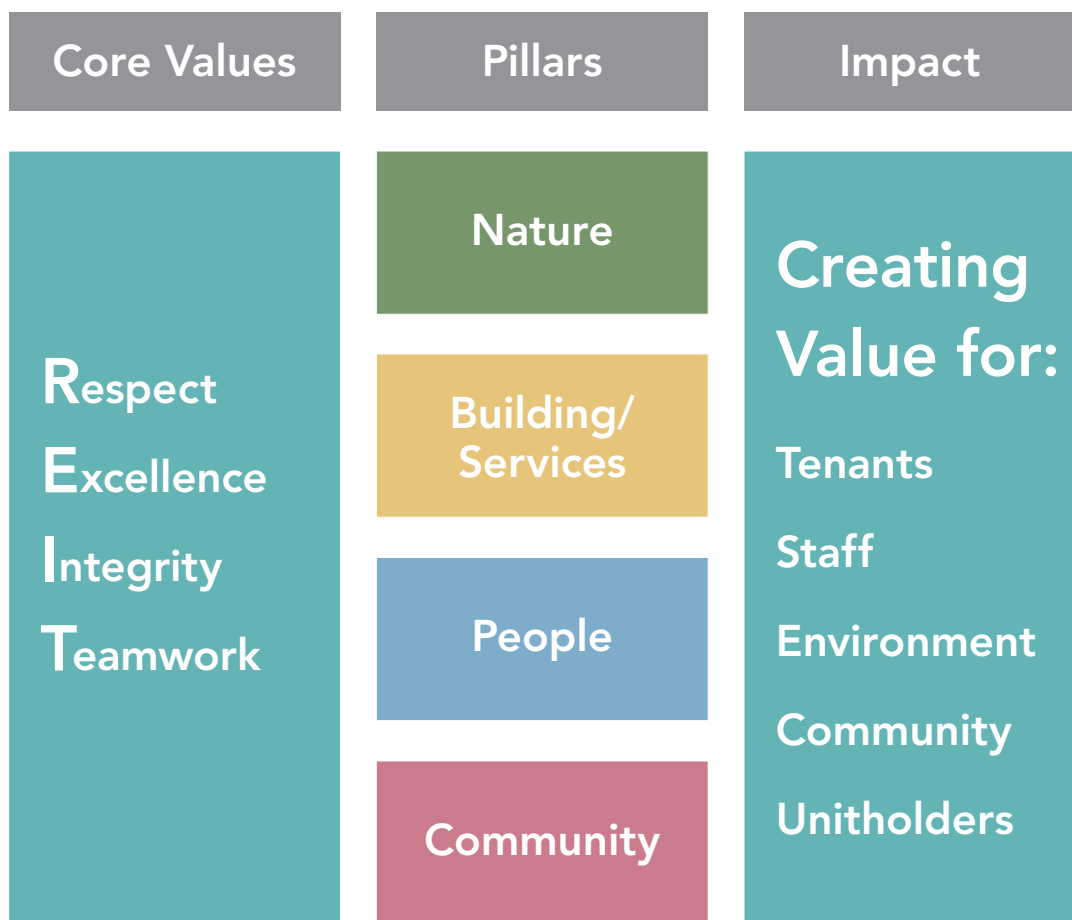 Core Values
Pillars
Impact
Respect
Excellence
Integrity
Teamwork
Nature
Building/
Services
People
Community
Creating
Value for:
Tenants
Staff
Environment
Community
Unitholders